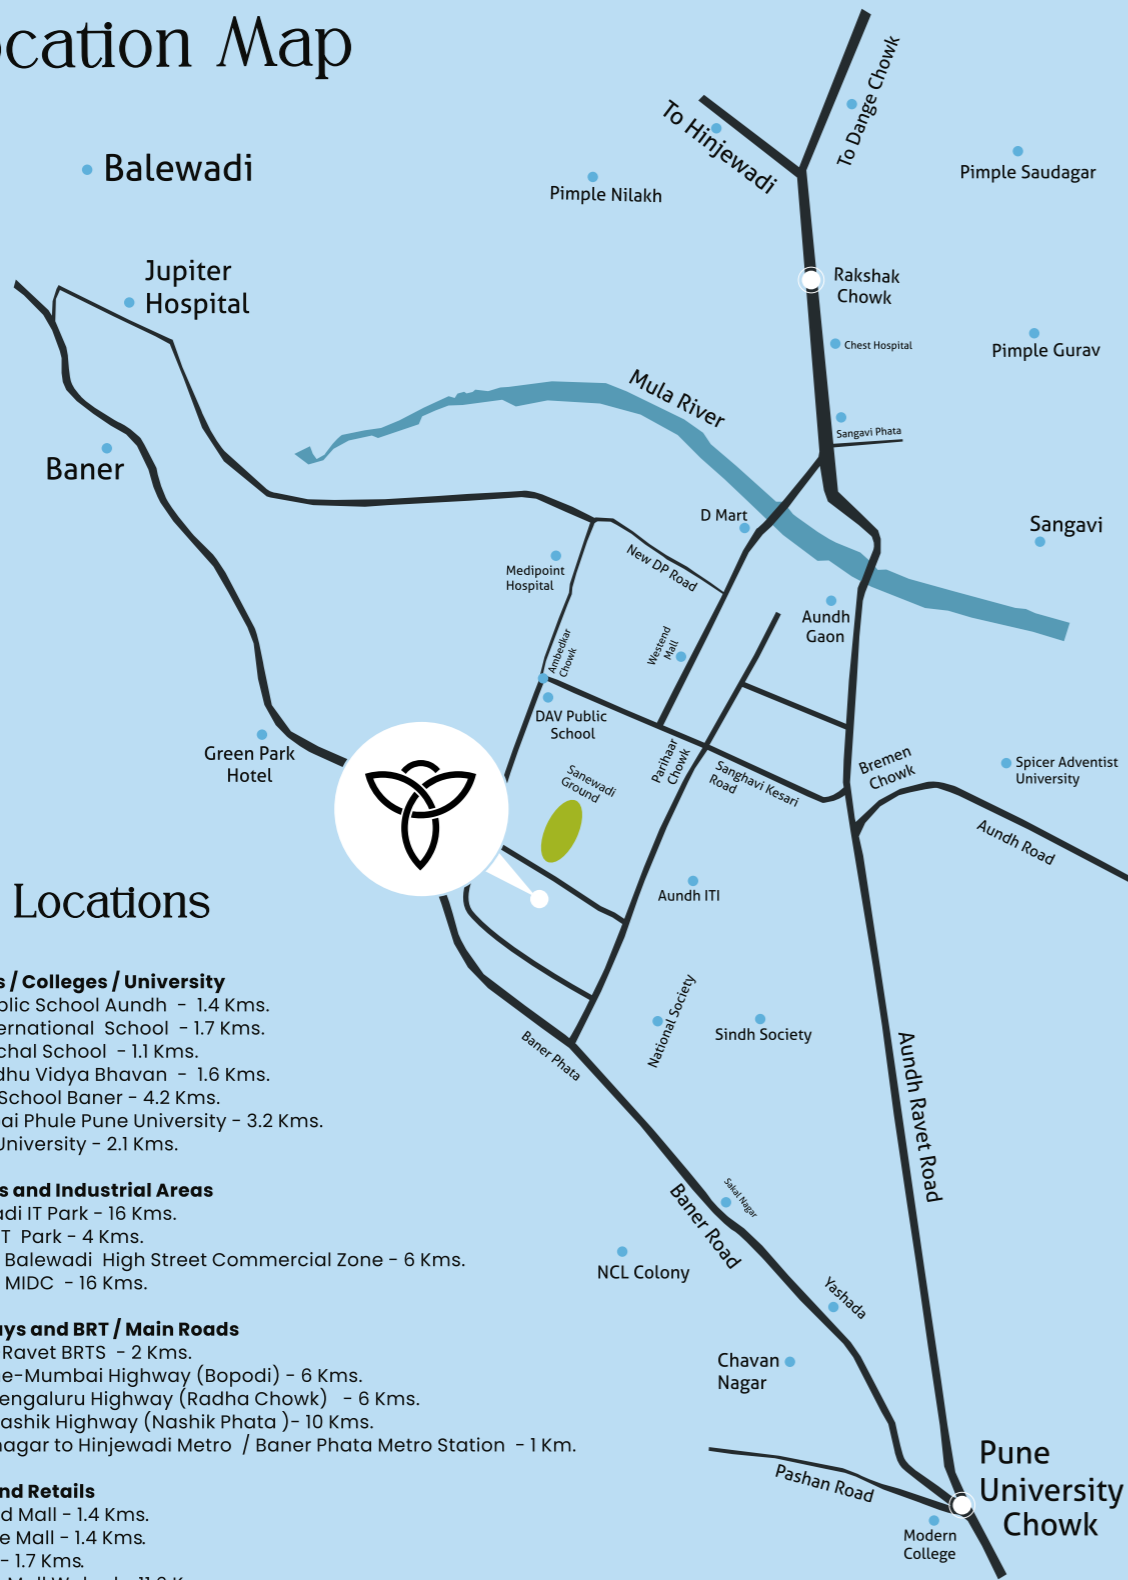 ocation Map
To Dange Chowk
To Hinjewadi
Balewadi
Pimple Nilakh
Pimple Saudagar
Jupiter
Hospital
Rakshak
Chowk
Chest Hospital
Pimple Gurav
Mula River
Sangavi Phata
Baner
D Mart
Sangavi
New DP Road
Medipoint
Hospital
Aundh
Gaon
Westend
Mall
Ambedkar
Chowk
DAV Public
School
Green Park
Hotel
Parihaar
Chowk
Sanghavi Kesari
Road
Bremen
Chowk
Spicer Adventist
University
Sanewadi
Ground
Aundh Road
Aundh ITI
Locations
National Society
Sindh Society
Baner Phata
Aundh Ravet Road
s / Colleges / University
blic School Aundh - 1.4 Kms.
ernational School - 1.7 Kms.
chal School - 1.1 Kms.
dhu Vidya Bhavan - 1.6 Kms.
School Baner - 4.2 Kms.
ai Phule Pune University - 3.2 Kms.
University - 2.1 Kms.
Sakal Nagar
Baner Road
s and Industrial Areas
adi IT Park - 16 Kms.
T Park - 4 Kms.
Balewadi High Street Commercial Zone - 6 Kms.
MIDC - 16 Kms.
NCL Colony
Yashada
ays and BRT / Main Roads
Ravet BRTS - 2 Kms.
e-Mumbai Highway (Bopodi) - 6 Kms.
engaluru Highway (Radha Chowk) - 6 Kms.
ashik Highway (Nashik Phata )- 10 Kms.
nagar to Hinjewadi Metro / Baner Phata Metro Station - 1 Km.
Chavan
Nagar
Pashan Road
Pune
University
Chowk
Modern
College
nd Retails
d Mall - 1.4 Kms.
e Mall - 1.4 Kms.
- 1.7 Kms.